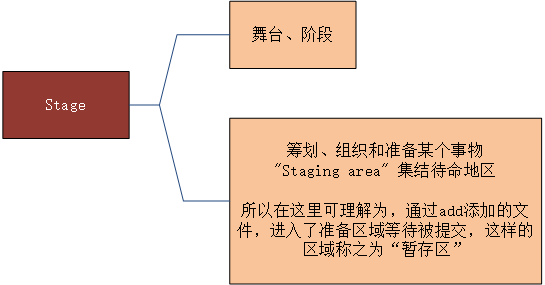 Stage
舞台、阶段
筹划、组织和准备某个事物
"Staging area" 集结待命地区
所以在这里可理解为，通过add添加的文
件，进入了准备区域等待被提交，这样的
区域称之为“暂存区”